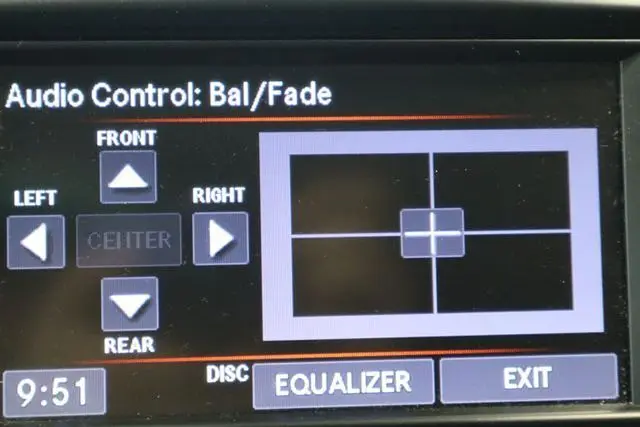 Audio Control: Bal/Fade
FRONT
LEFT
RIGHT
CENTER
REAR
9:51
DISC
EQUALIZER
EXIT